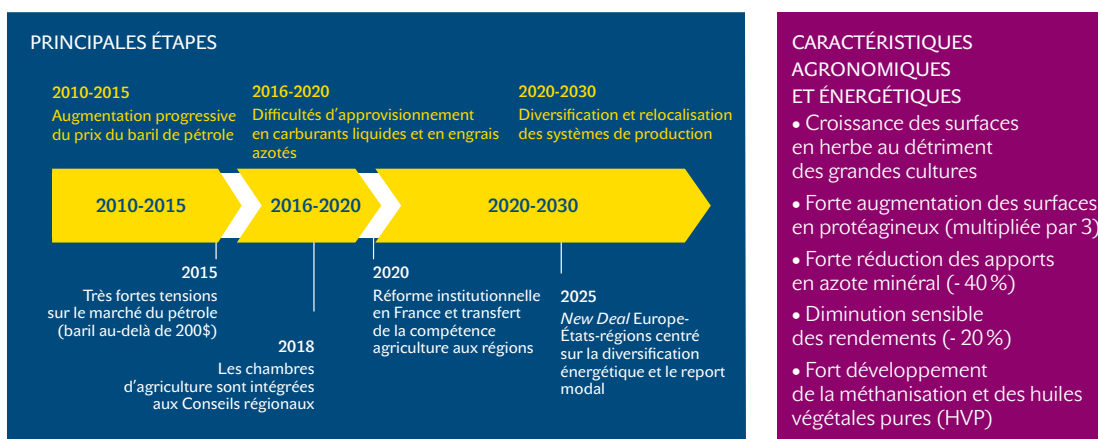 PRINCIPALES ÉTAPES
2010-2015
Augmentation progressive
du prix du baril de pétrole
2016-2020
Difficultés d'approvisionnement
en carburants liquides et en engrais
azotés
2020-2030
Diversification et relocalisation
des systèmes de production
2010-2015
2016-2020
2020-2030
2015
Très fortes tensions
sur le marché du pétrole
(baril au-delà de 200$)
2018
Les chambres
d'agriculture sont intégrées
aux Conseils régionaux
2020
Réforme institutionnelle
en France et transfert
de la compétence
agriculture aux régions
2025
New Deal Europe-
États-régions centré
sur la diversification
énergétique et le report
modal
CARACTÉRISTIQUES
AGRONOMIQUES
ET ÉNERGÉTIQUES
• Croissance des surfaces
en herbe au détriment
des grandes cultures
• Forte augmentation des surfaces
en protéagineux (multipliée par 3)
• Forte réduction des apports
en azote minéral (- 40 %)
• Diminution sensible
des rendements (- 20 %)
• Fort développement
de la méthanisation et des huiles
végétales pures (HVP)